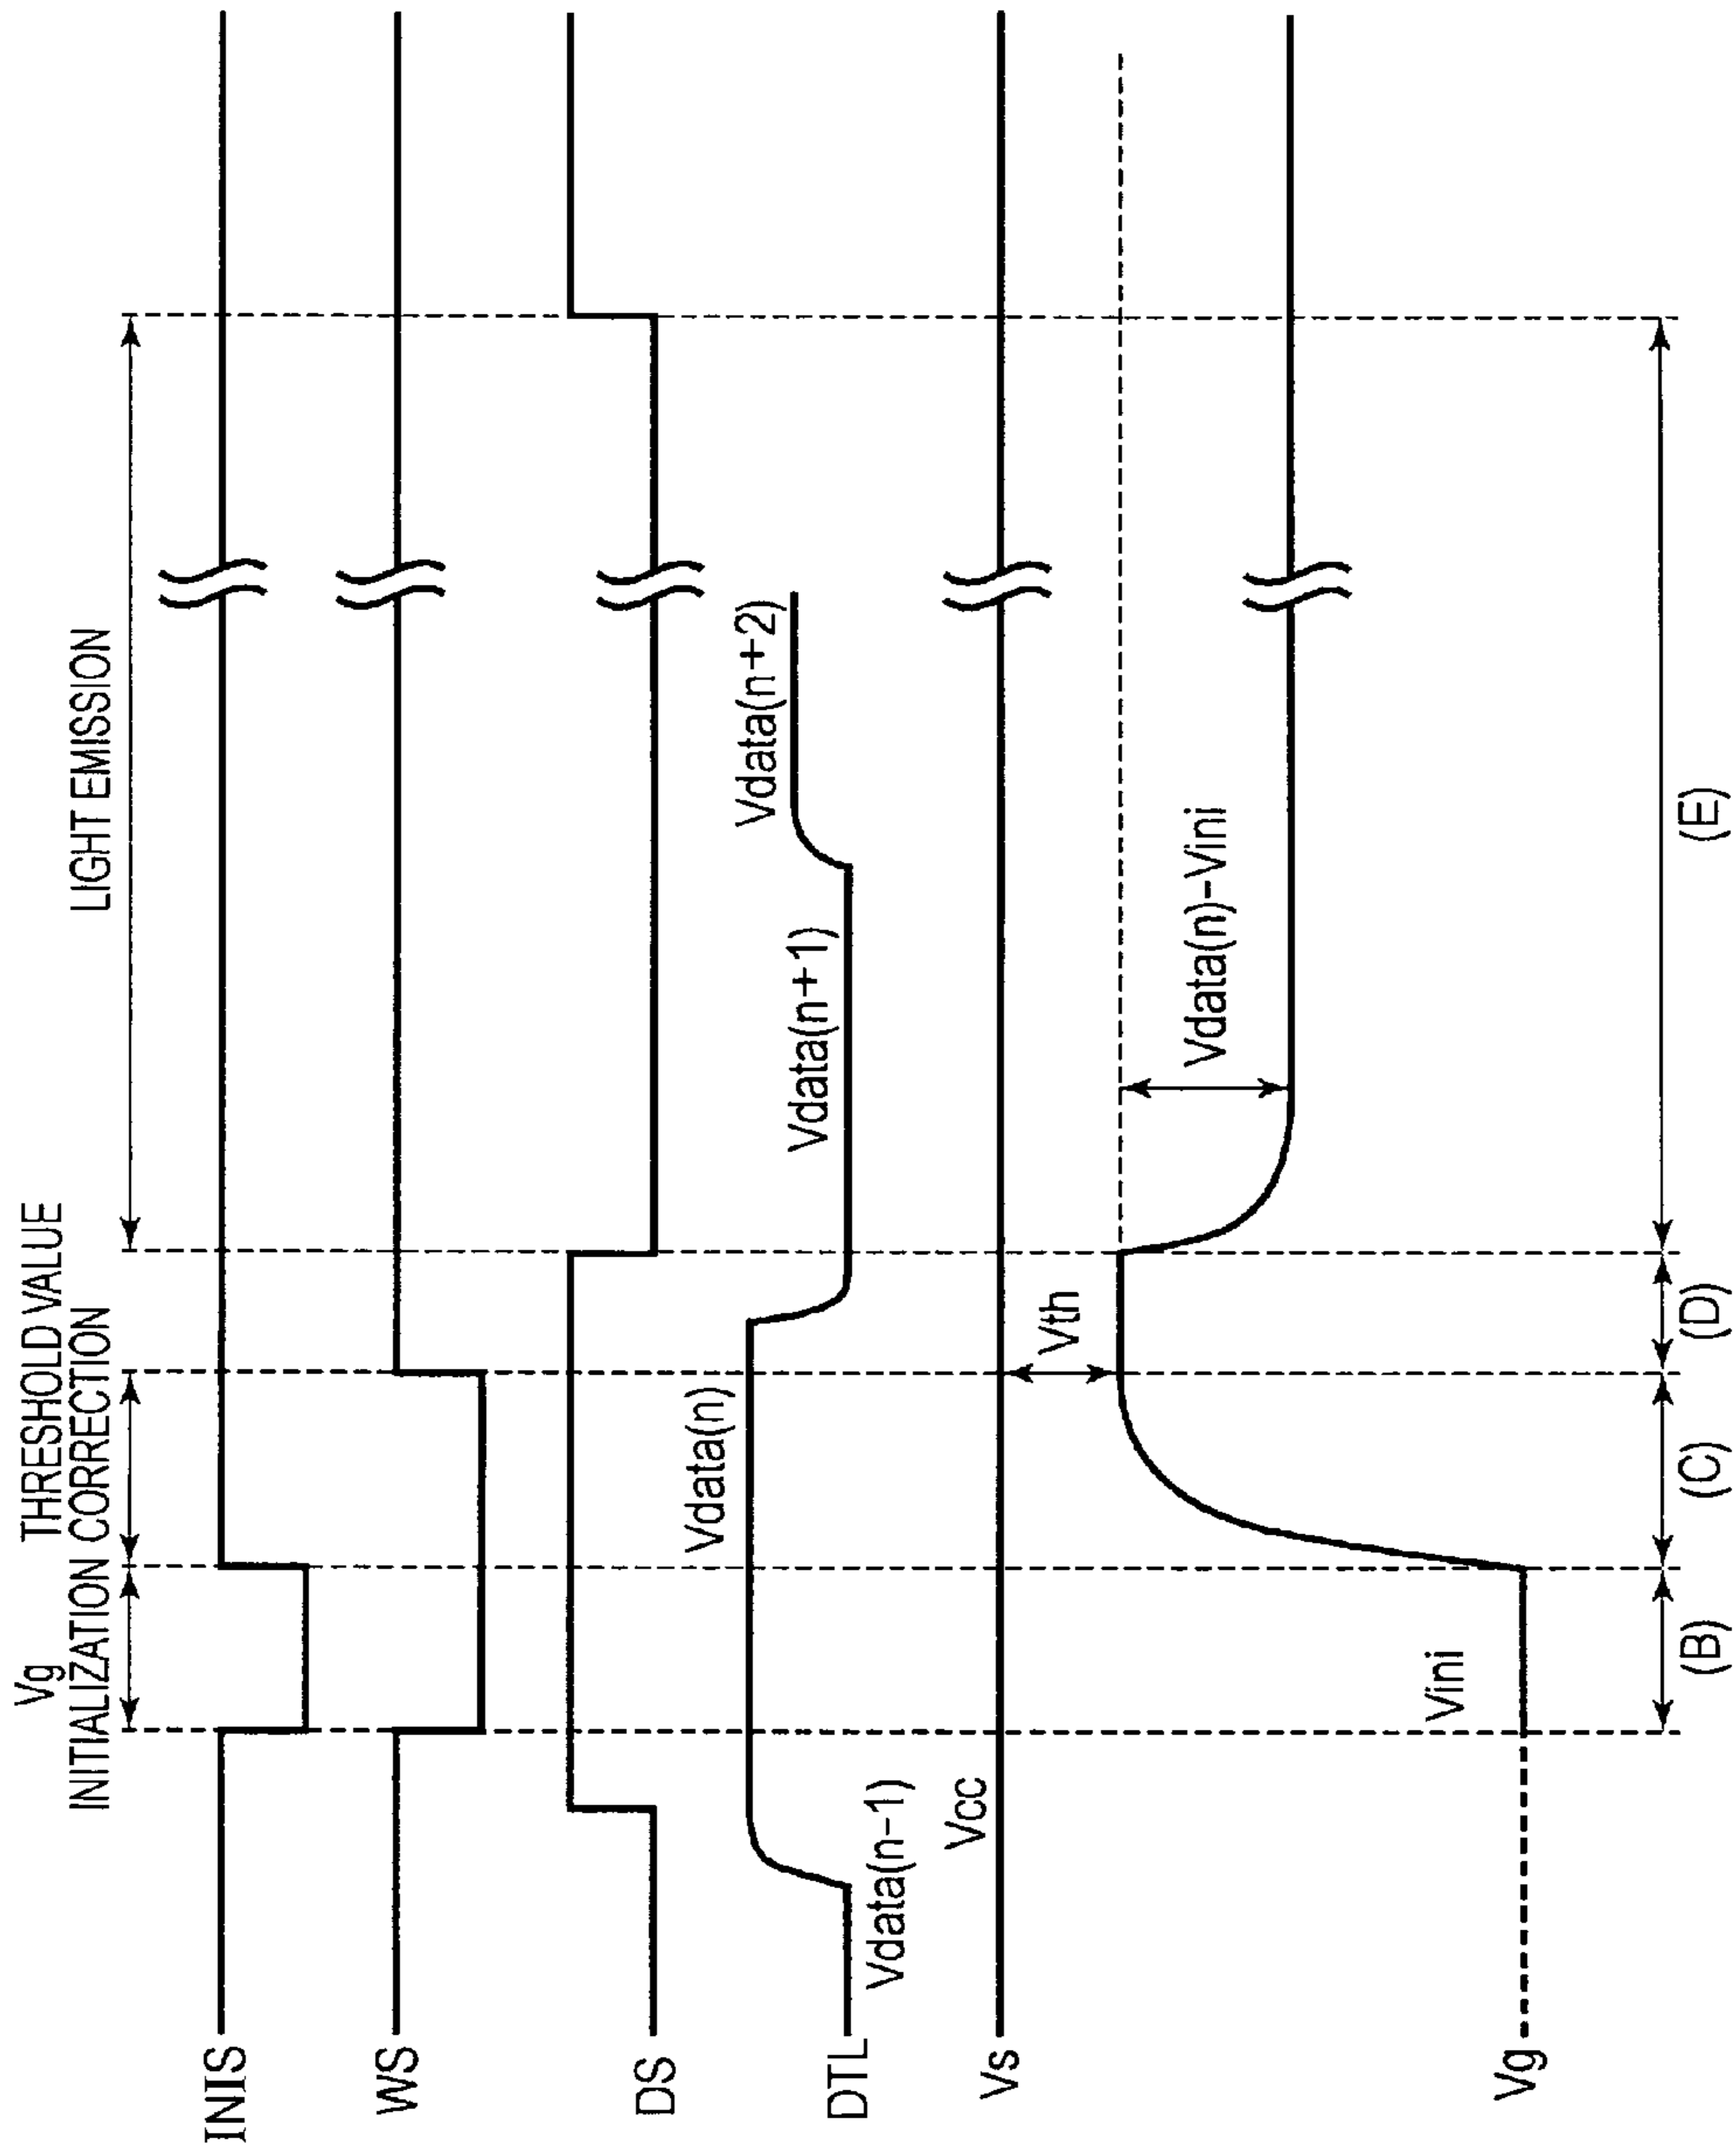 Vg
INITIALIZATION
THRESHOLD VALUE
CORRECTION
LIGHT EMISSION
INIS
WS
DS
DTL
Vdata(n-1)
Vdata(n)
Vdata(n+1)
Vdata(n+2)
Vs
Vcc
Vth
Vdata(n)-Vini
Vg
Vini
(B)
(C)
(D)
(E)